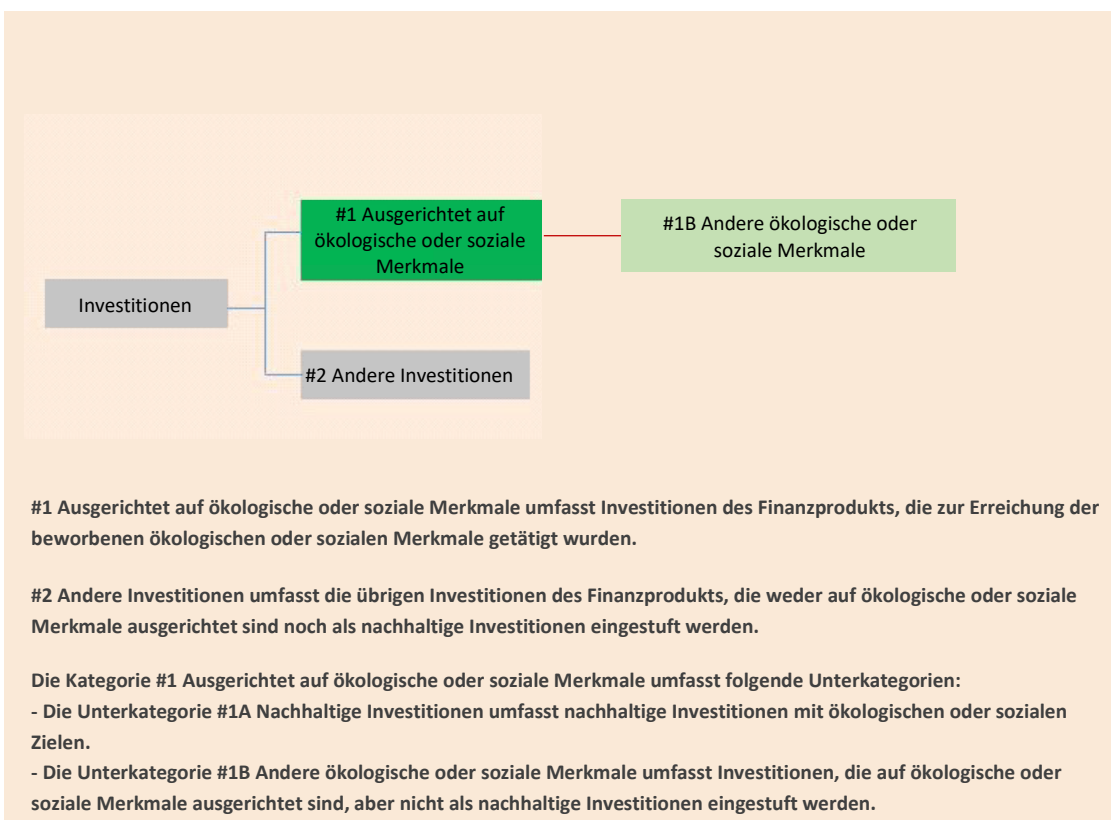 #1 Ausgerichtet auf
ökologische oder soziale
Merkmale
#1B Andere ökologische oder
soziale Merkmale
Investitionen
#2 Andere Investitionen
#1 Ausgerichtet auf ökologische oder soziale Merkmale umfasst Investitionen des Finanzprodukts, die zur Erreichung der
beworbenen ökologischen oder sozialen Merkmale getätigt wurden.
#2 Andere Investitionen umfasst die übrigen Investitionen des Finanzprodukts, die weder auf ökologische oder soziale
Merkmale ausgerichtet sind noch als nachhaltige Investitionen eingestuft werden.
Die Kategorie #1 Ausgerichtet auf ökologische oder soziale Merkmale umfasst folgende Unterkategorien:
- Die Unterkategorie #1A Nachhaltige Investitionen umfasst nachhaltige Investitionen mit ökologischen oder sozialen
Zielen.
- Die Unterkategorie #1B Andere ökologische oder soziale Merkmale umfasst Investitionen, die auf ökologische oder
soziale Merkmale ausgerichtet sind, aber nicht als nachhaltige Investitionen eingestuft werden.